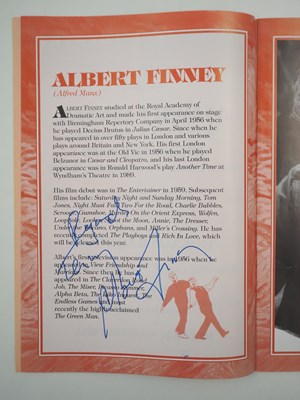 ALBERT FINNEY
(Alfred Manx)
ALBERT FINNEY studied at the Royal Academy of
Dramatic Art and made his first appearance on stage
with Birmingham Repertory Company in April 1956 when
he played Decius Brutus in Julius Caesar. Since when he
has appeared in over fifty plays in London and various
plays around Britain and New York. His first London
appearance was at the Old Vic in 1956 when he played
Belzanor in Caesar and Cleopatra, and his last London
appearance was in Ronald Harwood's play Another Time at
Wyndham's Theatre in 1989.
His film debut was in The Entertainer in 1959. Subsequent
films include: Saturday Night and Sunday Morning, Tom
Jones, Night Must Fall, Two For the Road, Charlie Bubbles,
Scrooge, Gumshoe, Murder On the Orient Express, Wolfen,
Loophole, Looker, Shoot the Moon, Annie, The Dresser,
Under the Volcano, Orphans, and Miller's Crossing. He has
recently completed The Playboys and Rich In Love, which
will be released this year.
Albert's first television appearance was in 1956 when he
appeared in View Friendship and
Marriage. Since then he
appeared in The Claverdon Road
Job, The Miser,
Alpha Beta, The
Endless Game and most
recently the highly acclaimed
The Green Man.